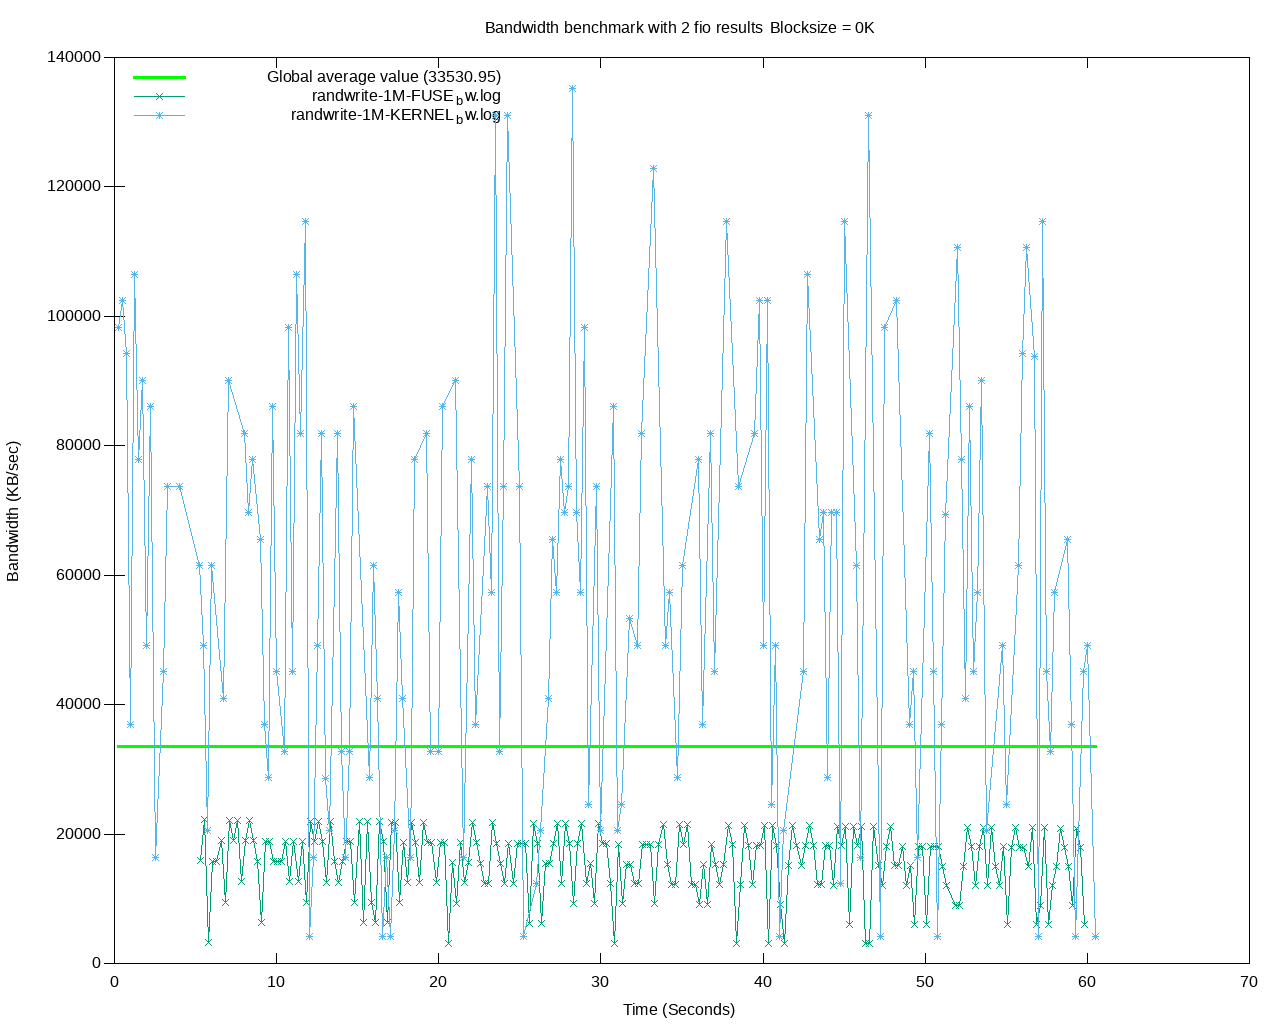 Bandwidth benchmark with 2 fio results Blocksize = 0K
140000
120000
100000
80000
60000
40000
20000
0
Bandwidth (KB/sec)
Global average value (33530.95)
randwrite-1M-FUSE_bw.log
randwrite-1M-KERNEL_bw.log
0 10 20 30 40 50 60 70
Time (Seconds)